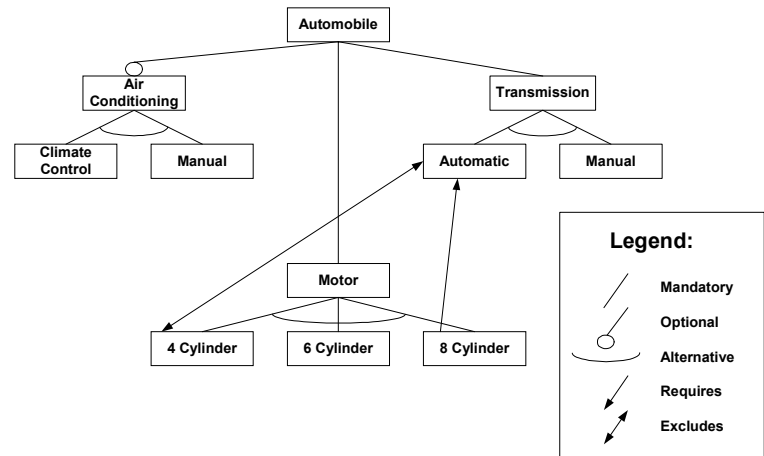 Automobile
Air
Conditioning
Transmission
Climate
Control
Manual
Automatic
Manual
Motor
4 Cylinder
6 Cylinder
8 Cylinder
Legend:
Mandatory
Optional
Alternative
Requires
Excludes